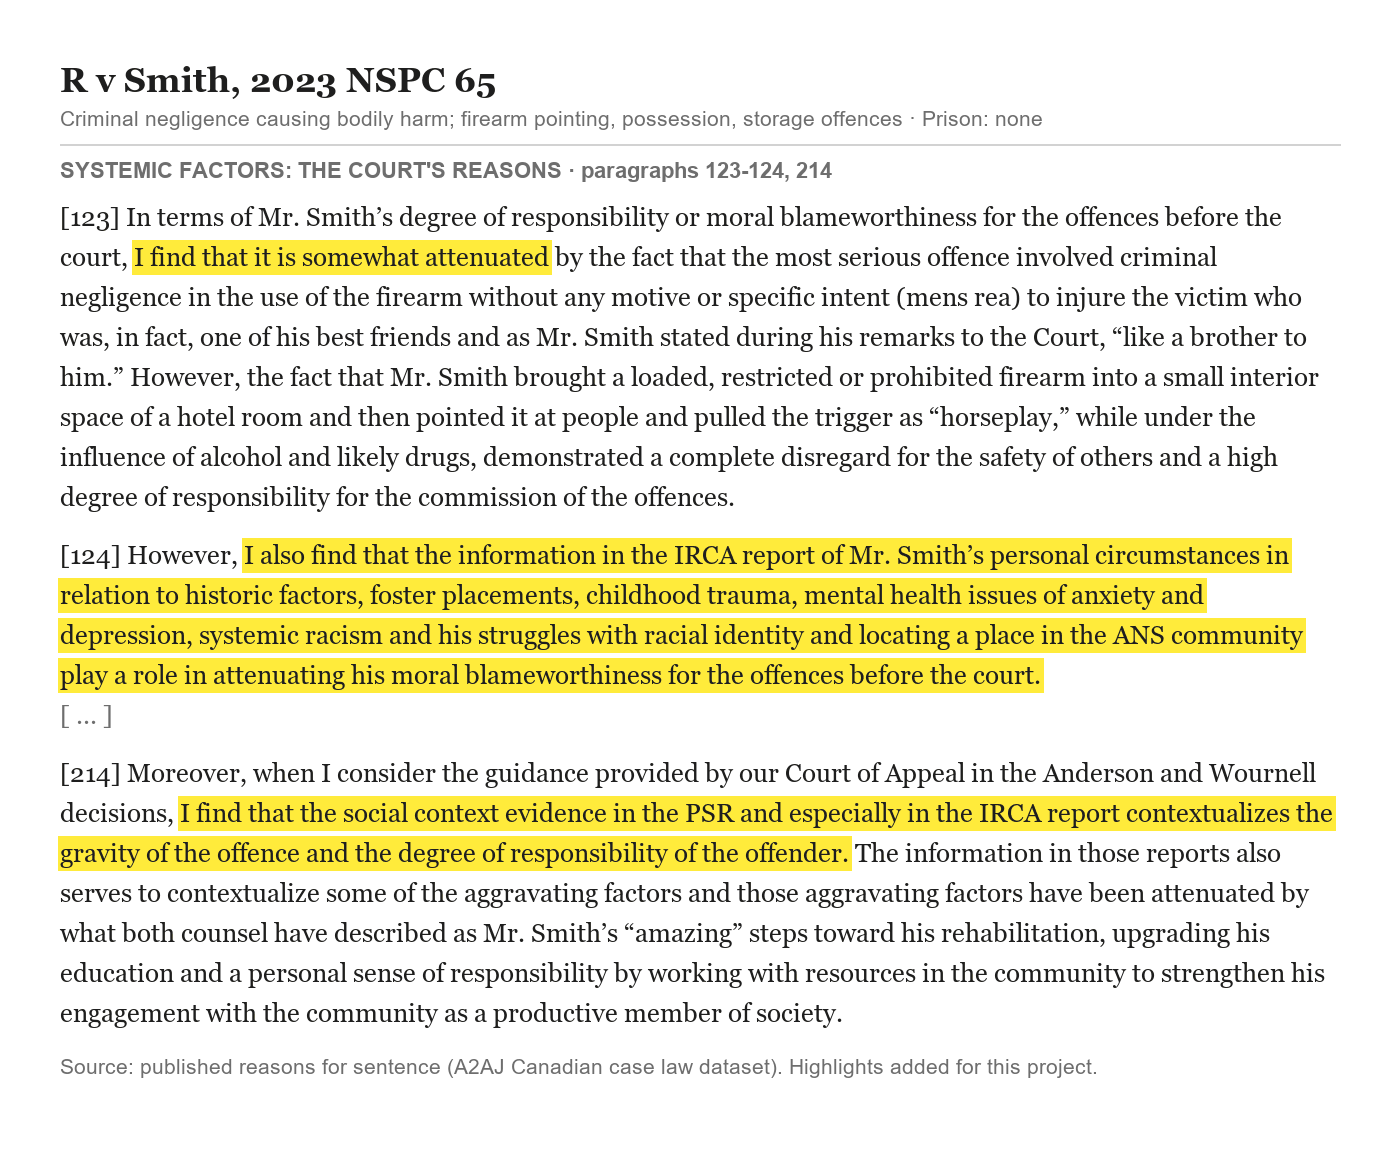 R v Smith, 2023 NSPC 65
Criminal negligence causing bodily harm; firearm pointing, possession, storage offences · Prison: none
SYSTEMIC FACTORS: THE COURT'S REASONS · paragraphs 123-124, 214
[123] In terms of Mr. Smith’s degree of responsibility or moral blameworthiness for the offences before the
court, I find that it is somewhat attenuated by the fact that the most serious offence involved criminal
negligence in the use of the firearm without any motive or specific intent (mens rea) to injure the victim who
was, in fact, one of his best friends and as Mr. Smith stated during his remarks to the Court, “like a brother to
him.” However, the fact that Mr. Smith brought a loaded, restricted or prohibited firearm into a small interior
space of a hotel room and then pointed it at people and pulled the trigger as “horseplay,” while under the
influence of alcohol and likely drugs, demonstrated a complete disregard for the safety of others and a high
degree of responsibility for the commission of the offences.
[124] However, I also find that the information in the IRCA report of Mr. Smith’s personal circumstances in
relation to historic factors, foster placements, childhood trauma, mental health issues of anxiety and
depression, systemic racism and his struggles with racial identity and locating a place in the ANS community
play a role in attenuating his moral blameworthiness for the offences before the court.
[ ... ]
[214] Moreover, when I consider the guidance provided by our Court of Appeal in the Anderson and Wournell
decisions, I find that the social context evidence in the PSR and especially in the IRCA report contextualizes the
gravity of the offence and the degree of responsibility of the offender. The information in those reports also
serves to contextualize some of the aggravating factors and those aggravating factors have been attenuated by
what both counsel have described as Mr. Smith’s “amazing” steps toward his rehabilitation, upgrading his
education and a personal sense of responsibility by working with resources in the community to strengthen his
engagement with the community as a productive member of society.
Source: published reasons for sentence (A2AJ Canadian case law dataset). Highlights added for this project.